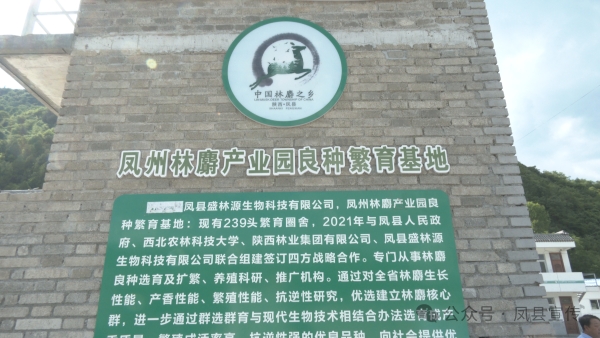 中国林麝之乡
陕西·凤县
凤州林麝产业园良种繁育基地
凤县盛林源生物科技有限公司，凤州林麝产业园良
种繁育基地：现有239头繁育圈舍，2021年与凤县人民政
府、西北农林科技大学、陕西林业集团有限公司、凤县盛林源
生物科技有限公司联合组建签订四方战略合作。专门从事林麝
良种选育及扩繁、养殖科研、推广机构。通过对全省林麝生长
性能、产香性能、繁殖性能、抗逆性研究，优选建立林麝核心
群，进一步通过群选群育与现代生物技术相结合办法选育生产
公众号·凤县宣传